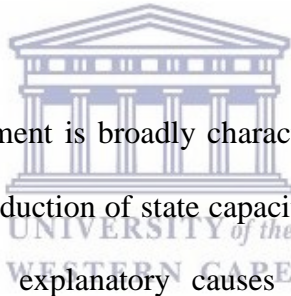 ment is broadly charac
duction of state capaci
UNIVERSITY of the
WESTERN CAPE
explanatory causes